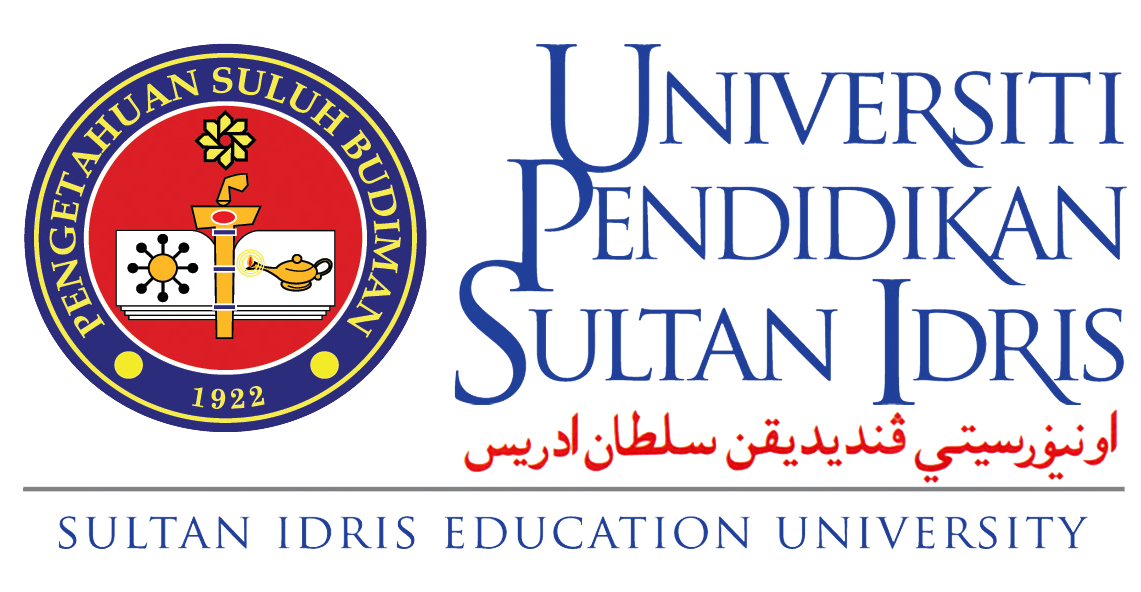 PENGETAHUAN SULUH BUDIMAN
1922
UNIVERSITI
PENDIDIKAN
SULTAN IDRIS
اونيۏرسيتي ڤنديديقن سلطان ادريس
SULTAN IDRIS EDUCATION UNIVERSITY